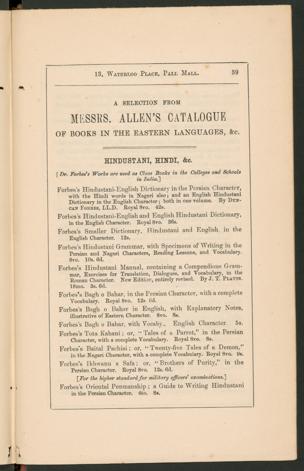 13, WATERLOO PLACE, PALL MALL. 39
A SELECTION FROM
MESSRS. ALLEN'S CATALOGUE
OF BOOKS IN THE EASTERN LANGUAGES, &c.
HINDUSTANI, HINDI, &c.
[Dr. Forbes's Works are used as Class Books in the Colleges and Schools
in India.]
Forbes's Hindustani-English Dictionary in the Persian Character,
with the Hindi words in Nagari also; and an English Hindustani
Dictionary in the English Character; both in one volume. By DUN-
CAN FORBES, LL.D. Royal 8vo. 42s.
Forbes's Hindustani-English and English Hindustani Dictionary,
in the English Character. Royal 8vo. 36s.
Forbes's Smaller Dictionary, Hindustani and English, in the
English Character. 12s.
Forbes's Hindustani Grammar, with Specimens of Writing in the
Persian and Nagari Characters, Reading Lessons, and Vocabulary.
8vo. 10s. 6d.
Forbes's Hindustani Manual, containing a Compendious Gram-
mar, Exercises for Translation, Dialogues, and Vocabulary, in the
Roman Character. New Edition, entirely revised. By J. T. PLATTS.
18mo. 3s. 6d.
Forbes's Bagh o Bahar, in the Persian Character, with a complete
Vocabulary. Royal 8vo. 12s. 6d.
Forbes's Bagh o Bahar in English, with Explanatory Notes,
illustrative of Eastern Character. 8vo. 8s.
Forbes's Bagh o Bahar, with Vocaby., English Character. 5s.
Forbes's Tota Kahani; or, "Tales of a Parrot," in the Persian
Character, with a complete Vocabulary. Royal 8vo. 8s.
Forbes's Baital Pachisi; or, "Twenty-five Tales of a Demon,"
in the Nagari Character, with a complete Vocabulary. Royal 8vo. 9s.
Forbes's Ikhwanu s Safa; or, "Brothers of Purity," in the
Persian Character. Royal 8vo. 12s. 6d.
[For the higher standard for military officers' examinations.]
Forbes's Oriental Penmanship; a Guide to Writing Hindustani
in the Persian Character. 4to. 8s.